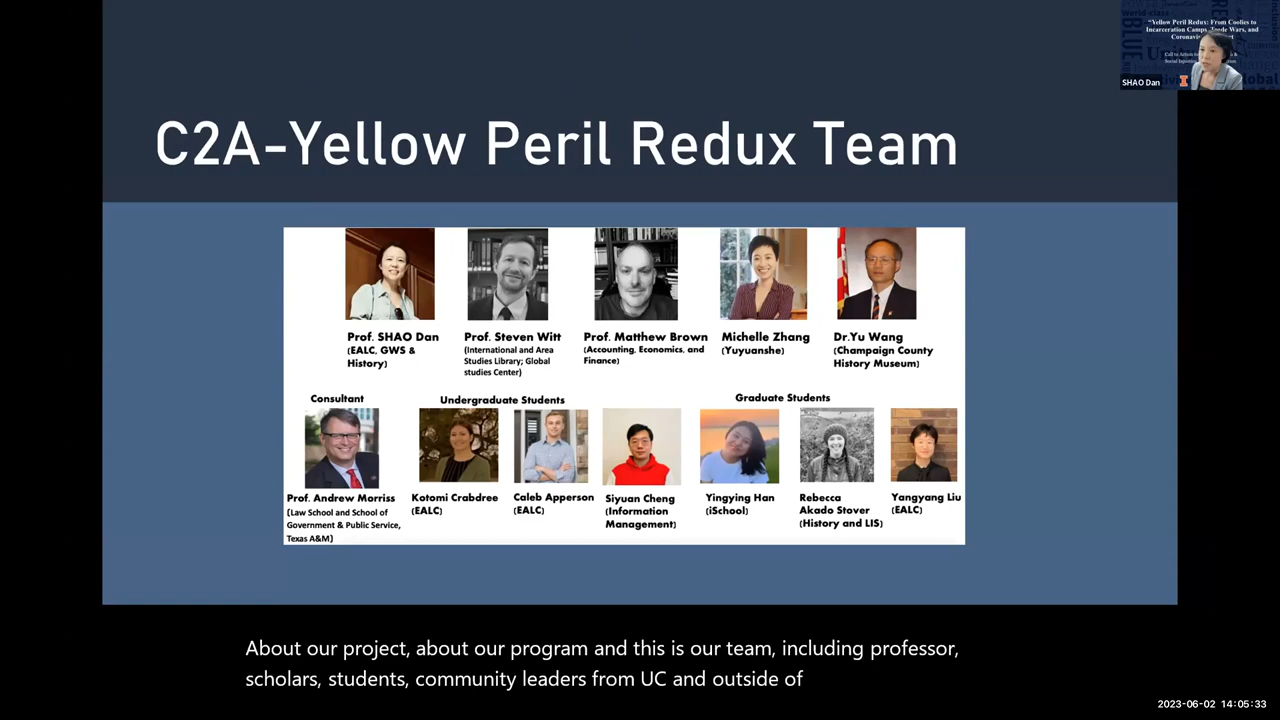 "Yellow Peril Redux: From Coolies to
Incarceration Camps, Trade Wars, and
SHAO Dan
C2A-Yellow Peril Redux Team
Prof. SHAO Dan
(EALC, GWS &
History)
Prof. Steven Witt
(International and Area
Studies Library; Global
studies Center)
Prof. Matthew Brown
(Accounting, Economics, and
Finance)
Michelle Zhang
(Yuyuanshe)
Dr.Yu Wang
(Champaign County
History Museum)
Consultant
Undergraduate Students
Graduate Students
Prof. Andrew Morriss
(Law School and School of
Government & Public Service,
Texas A&M)
Kotomi Crabdree
(EALC)
Caleb Apperson
(EALC)
Siyuan Cheng
(Information
Management)
Yingying Han
(iSchool)
Rebecca
Akado Stover
(History and LIS)
Yangyang Liu
(EALC)
About our project, about our program and this is our team, including professor,
scholars, students, community leaders from UC and outside of
2023-06-02 14:05:33